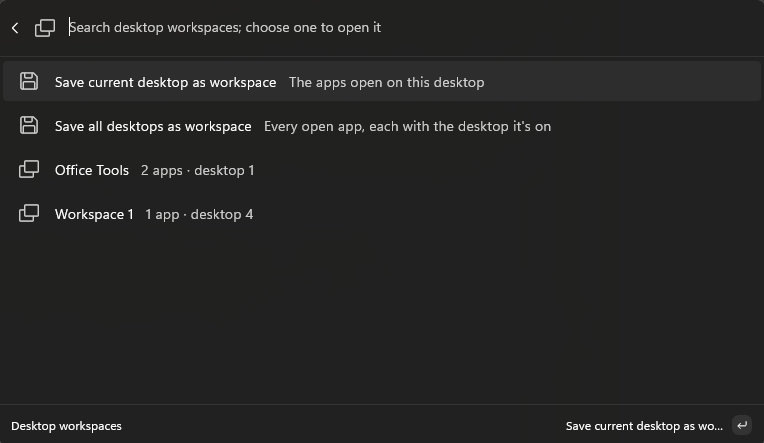 Search desktop workspaces; choose one to open it
Save current desktop as workspace The apps open on this desktop
Save all desktops as workspace Every open app, each with the desktop it's on
Office Tools 2 apps · desktop 1
Workspace 1 1 app · desktop 4
Desktop workspaces Save current desktop as wo...